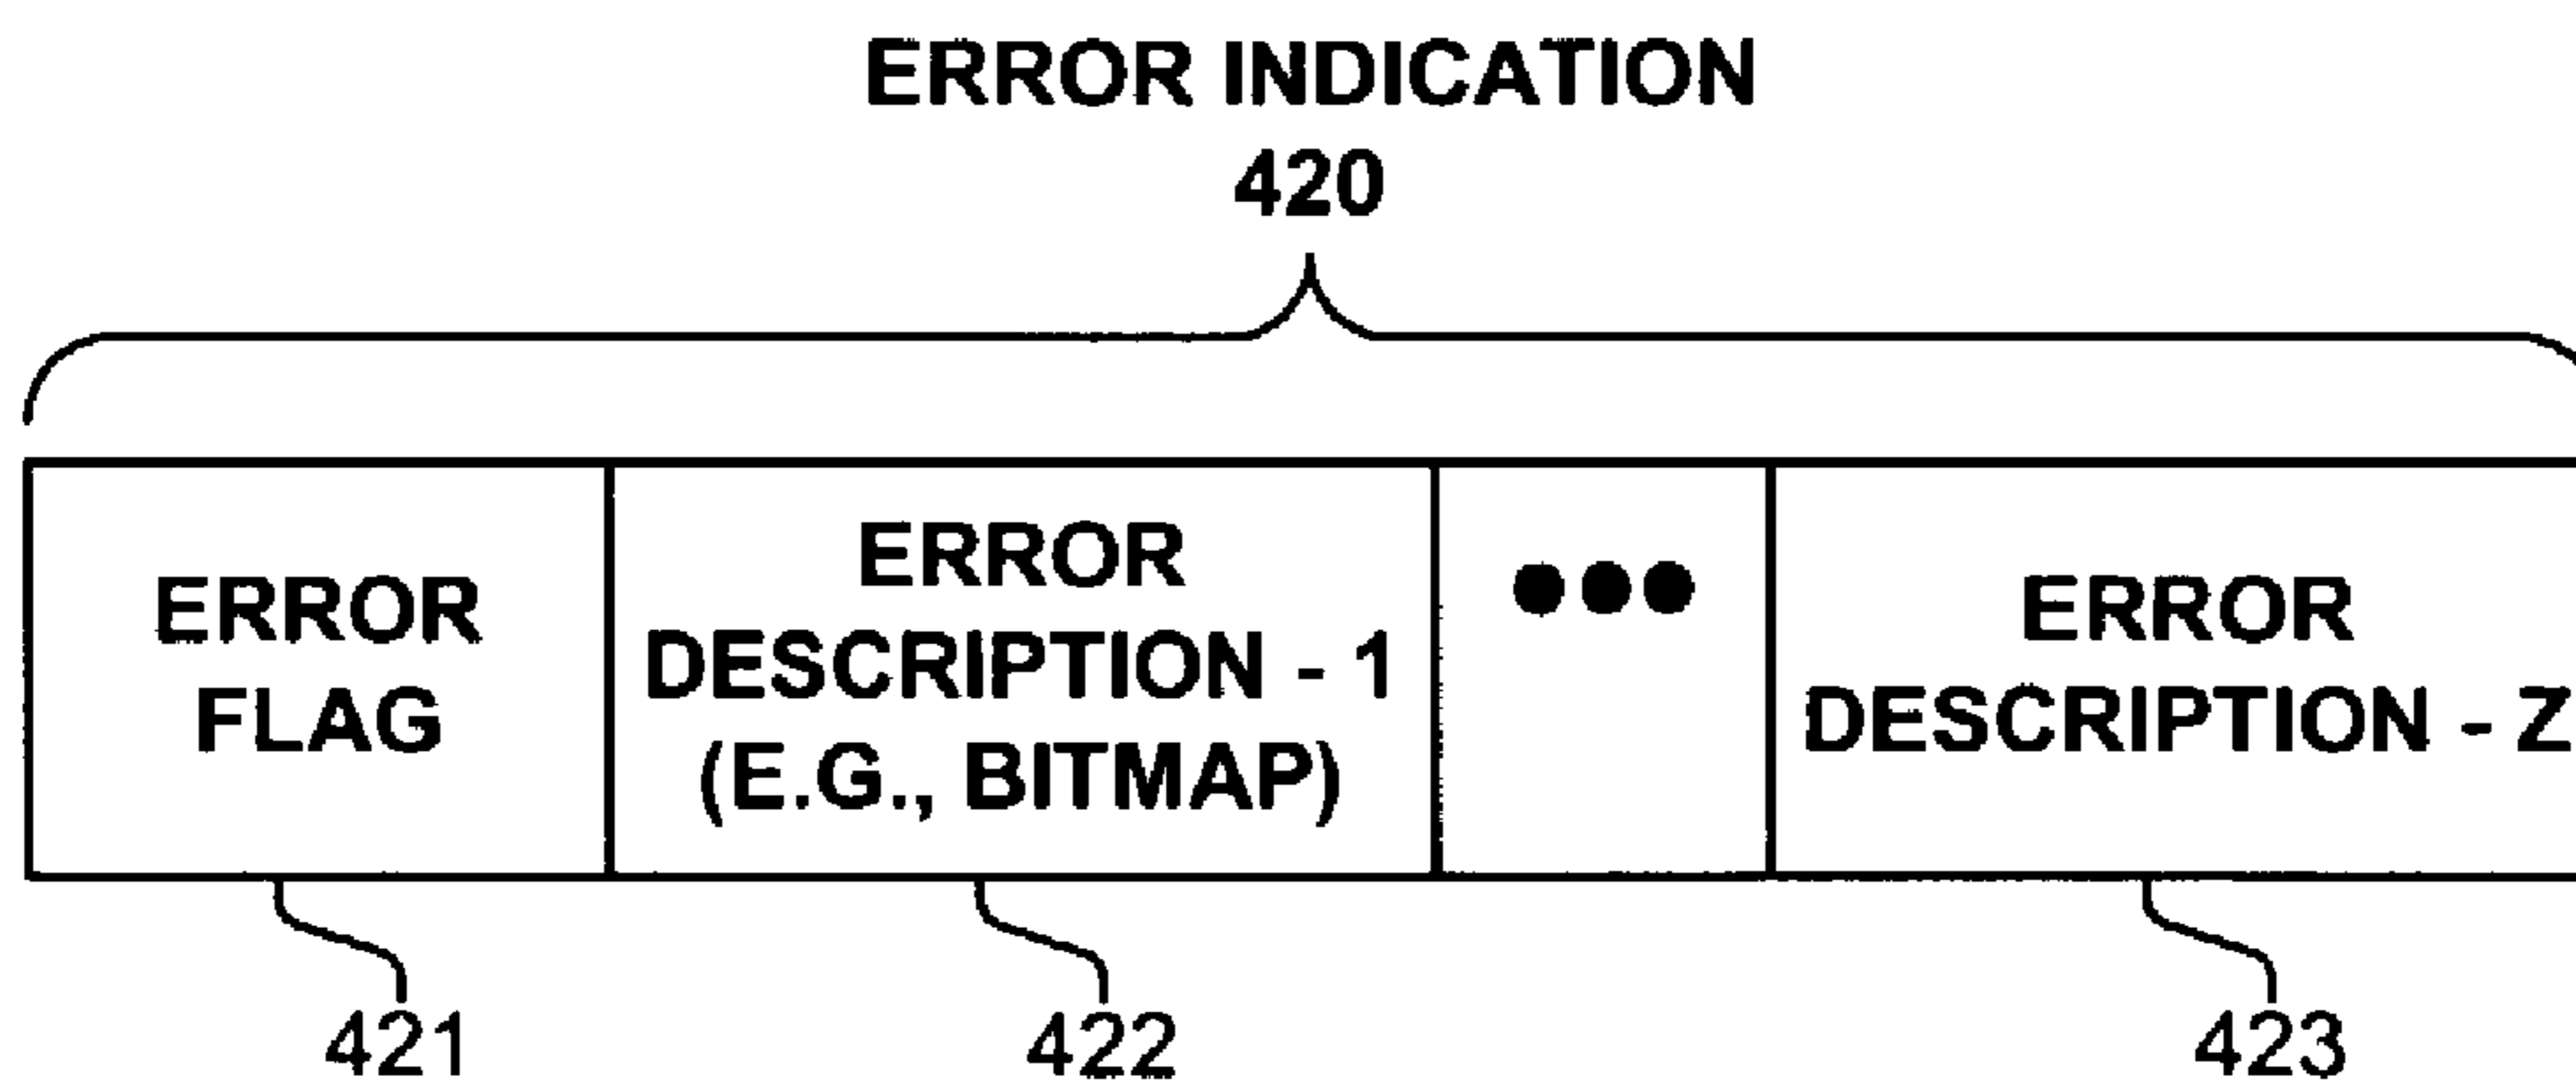 ERROR INDICATION
420
ERROR
FLAG
ERROR
DESCRIPTION - 1
(E.G., BITMAP)
●●●
ERROR
DESCRIPTION - Z
421
422
423